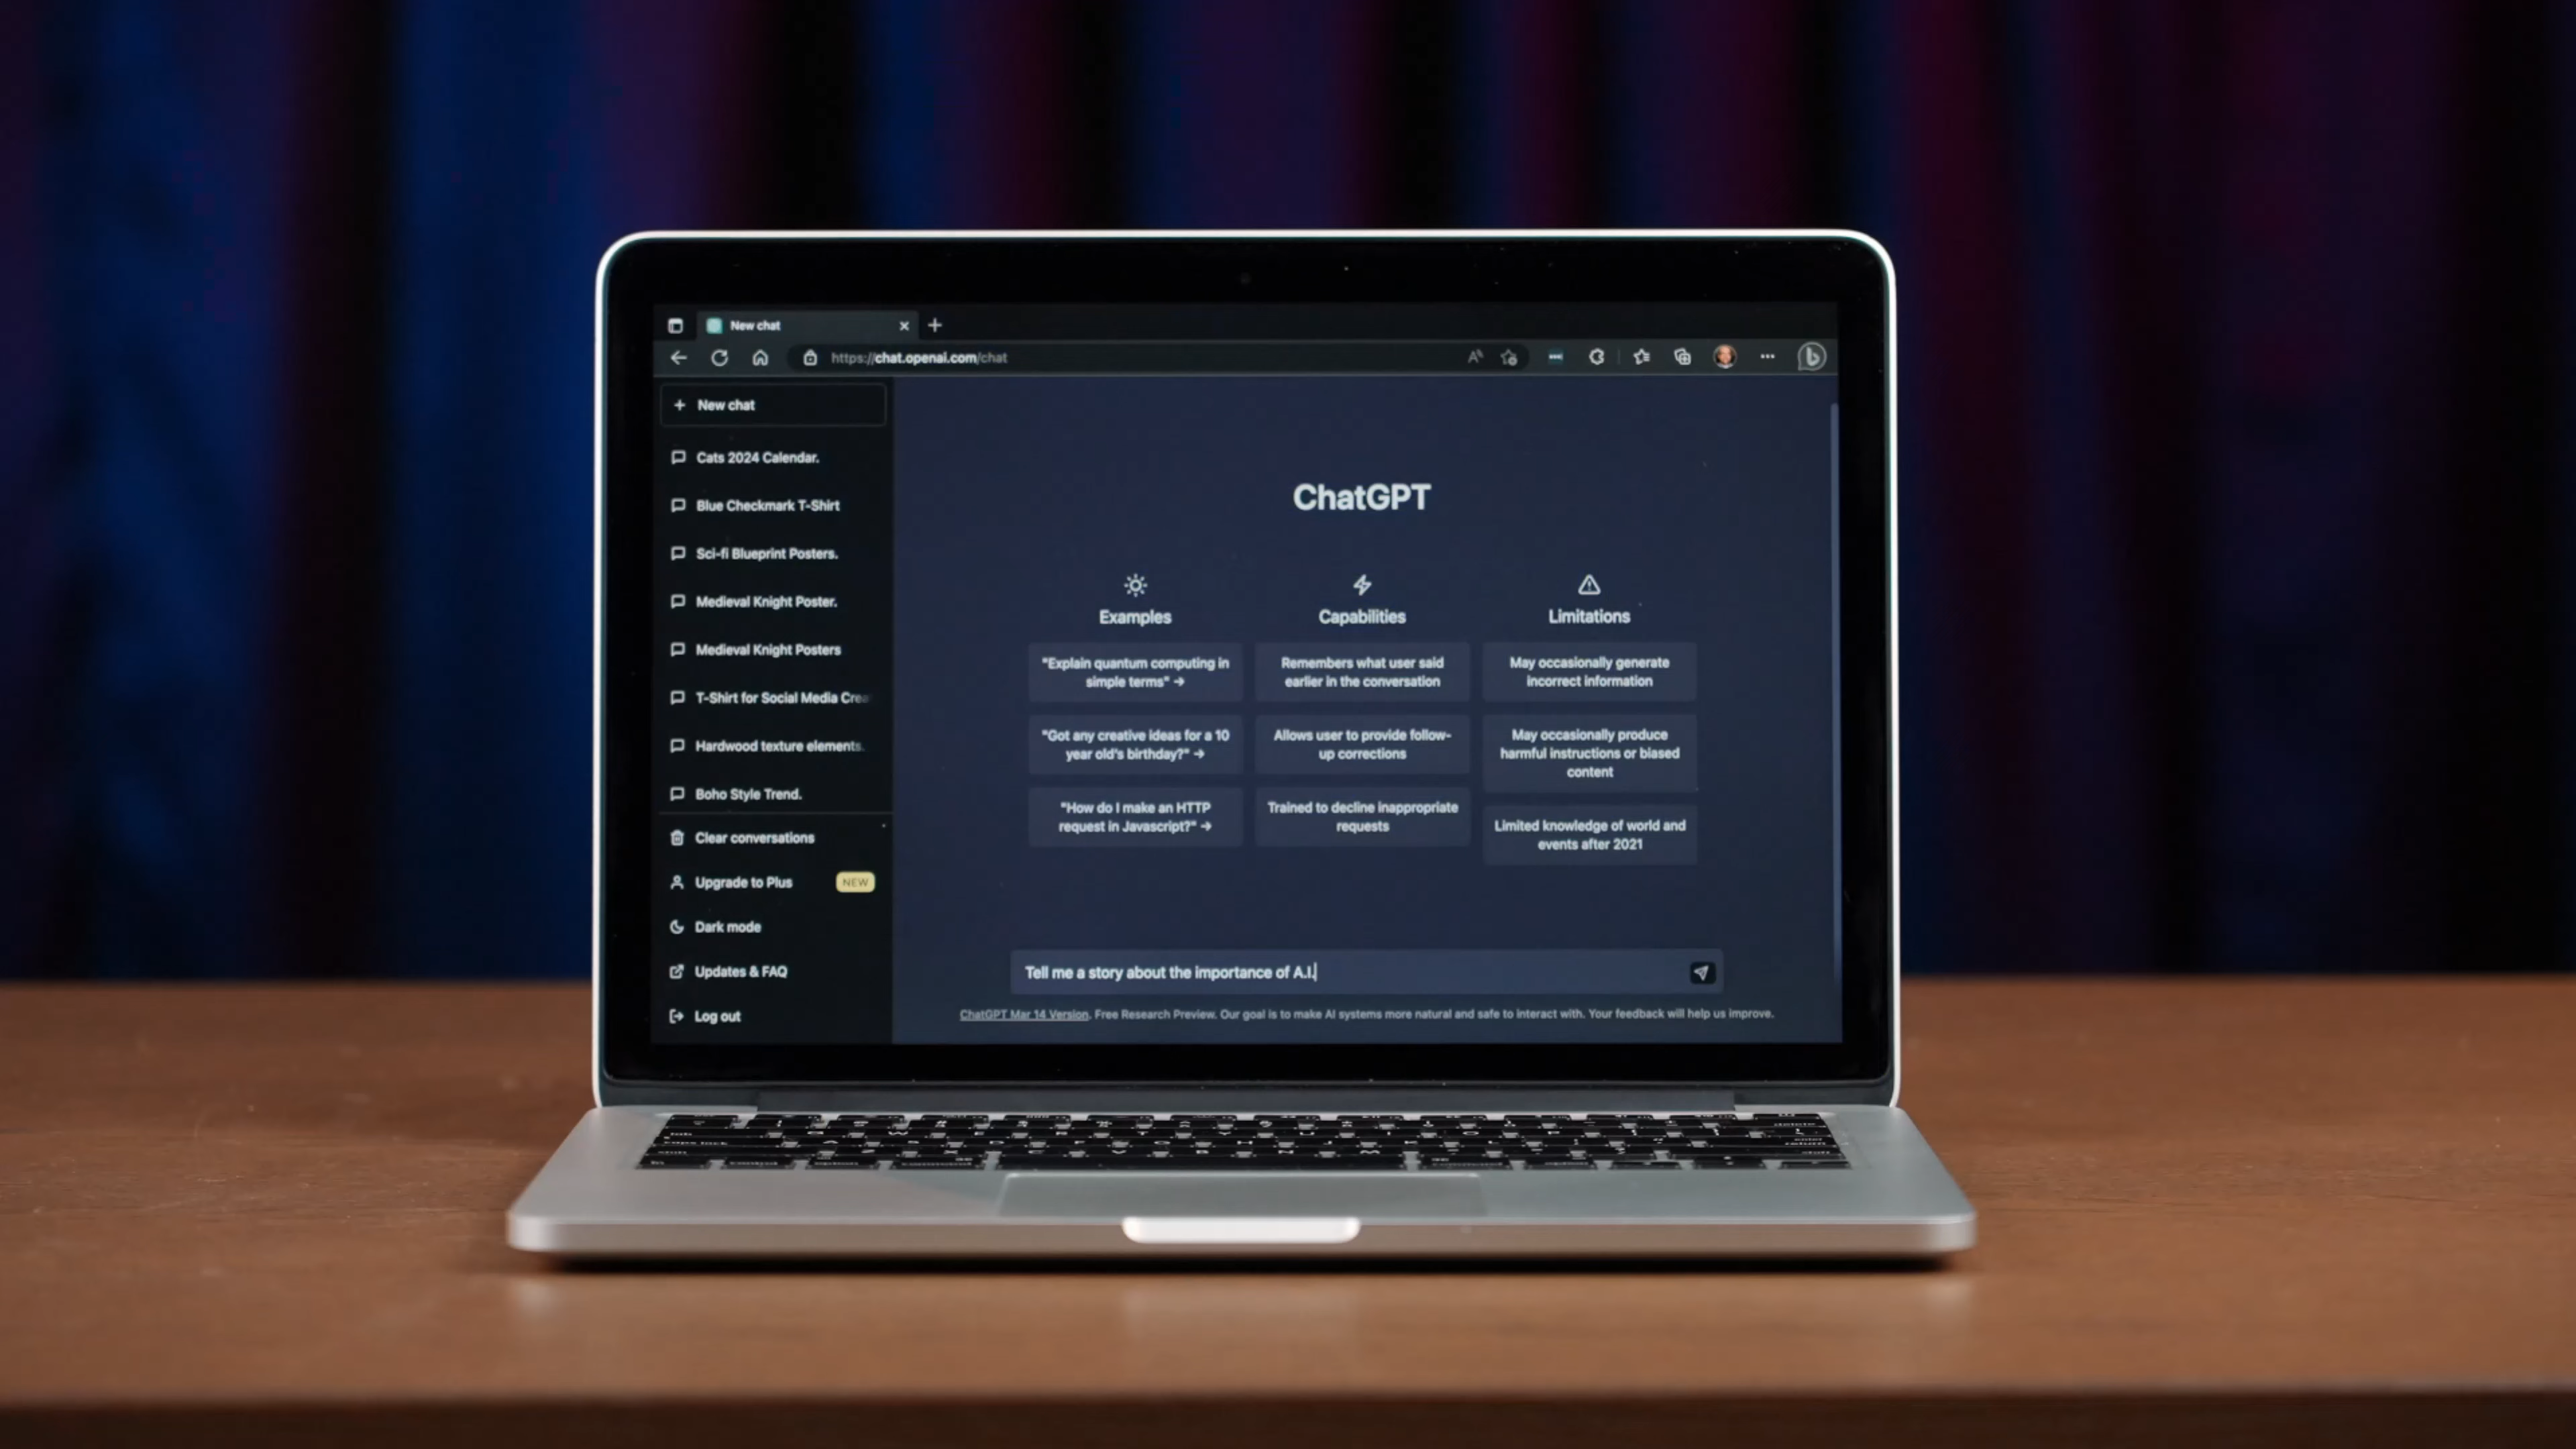 New chat
https://chat.openai.com/chat
New chat
Cats 2024 Calendar.
Blue Checkmark T-Shirt
Sci-fi Blueprint Posters.
Medieval Knight Poster.
Medieval Knight Posters
T-Shirt for Social Media Crea
Hardwood texture elements.
Boho Style Trend.
Clear conversations
Upgrade to Plus NEW
Dark mode
Updates & FAQ
Log out
ChatGPT
Examples
"Explain quantum computing in
simple terms" →
"Got any creative ideas for a 10
year old's birthday?" →
"How do I make an HTTP
request in Javascript?" →
Capabilities
Remembers what user said
earlier in the conversation
Allows user to provide follow-
up corrections
Trained to decline inappropriate
requests
Limitations
May occasionally generate
incorrect information
May occasionally produce
harmful instructions or biased
content
Limited knowledge of world and
events after 2021
Tell me a story about the importance of A.I.
ChatGPT Mar 14 Version. Free Research Preview. Our goal is to make AI systems more natural and safe to interact with. Your feedback will help us improve.